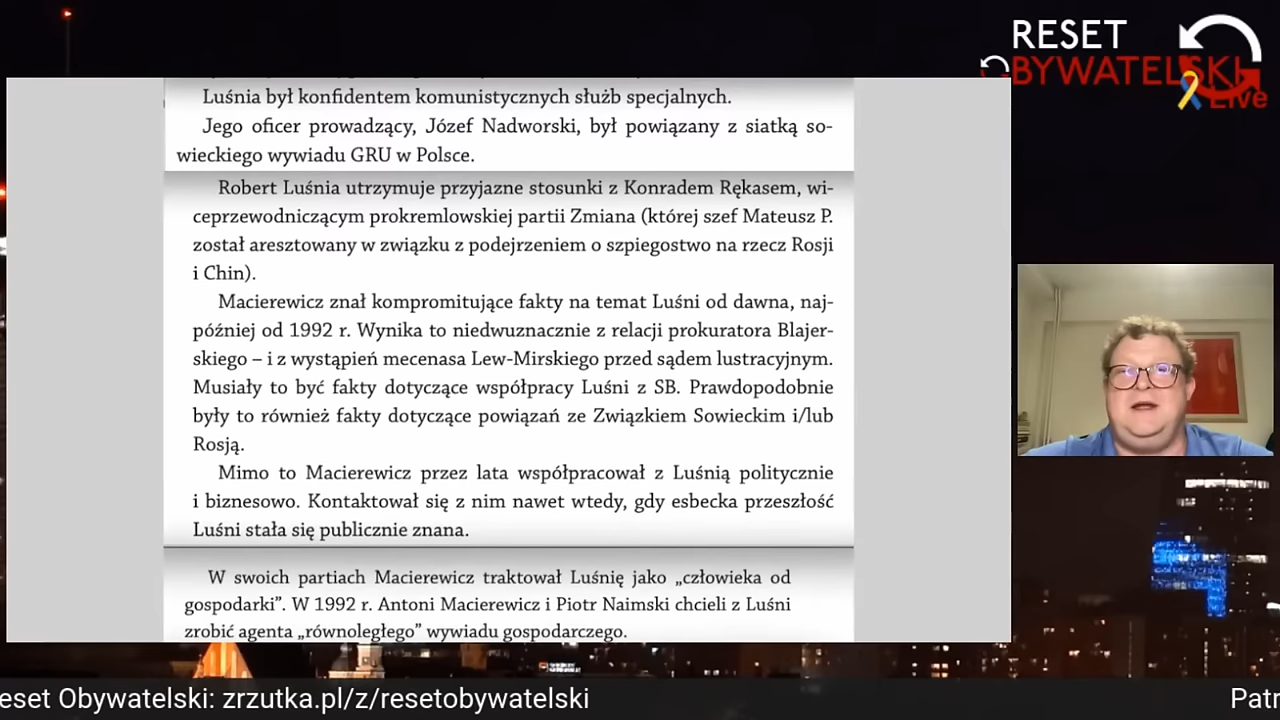 RESET
OBYWATELSKI
Live
Luśnia był konfidentem komunistycznych służb specjalnych.
Jego oficer prowadzący, Józef Nadworski, był powiązany z siatką so-
wieckiego wywiadu GRU w Polsce.
Robert Luśnia utrzymuje przyjazne stosunki z Konradem Rękasem, wi-
ceprzewodniczącym prokremlowskiej partii Zmiana (której szef Mateusz P.
został aresztowany w związku z podejrzeniem o szpiegostwo na rzecz Rosji
i Chin).
Macierewicz znał kompromitujące fakty na temat Luśni od dawna, naj-
później od 1992 r. Wynika to niedwuznacznie z relacji prokuratora Blajer-
skiego – i z wystąpień mecenasa Lew-Mirskiego przed sądem lustracyjnym.
Musiały to być fakty dotyczące współpracy Luśni z SB. Prawdopodobnie
były to również fakty dotyczące powiązań ze Związkiem Sowieckim i/lub
Rosją.
Mimo to Macierewicz przez lata współpracował z Luśnią politycznie
i biznesowo. Kontaktował się z nim nawet wtedy, gdy esbecka przeszłość
Luśni stała się publicznie znana.
W swoich partiach Macierewicz traktował Luśnię jako „człowieka od
gospodarki”. W 1992 r. Antoni Macierewicz i Piotr Naimski chcieli z Luśni
zrobić agenta „równoległego” wywiadu gospodarczego.
eset Obywatelski: zrzutka.pl/z/resetobywatelski Patr